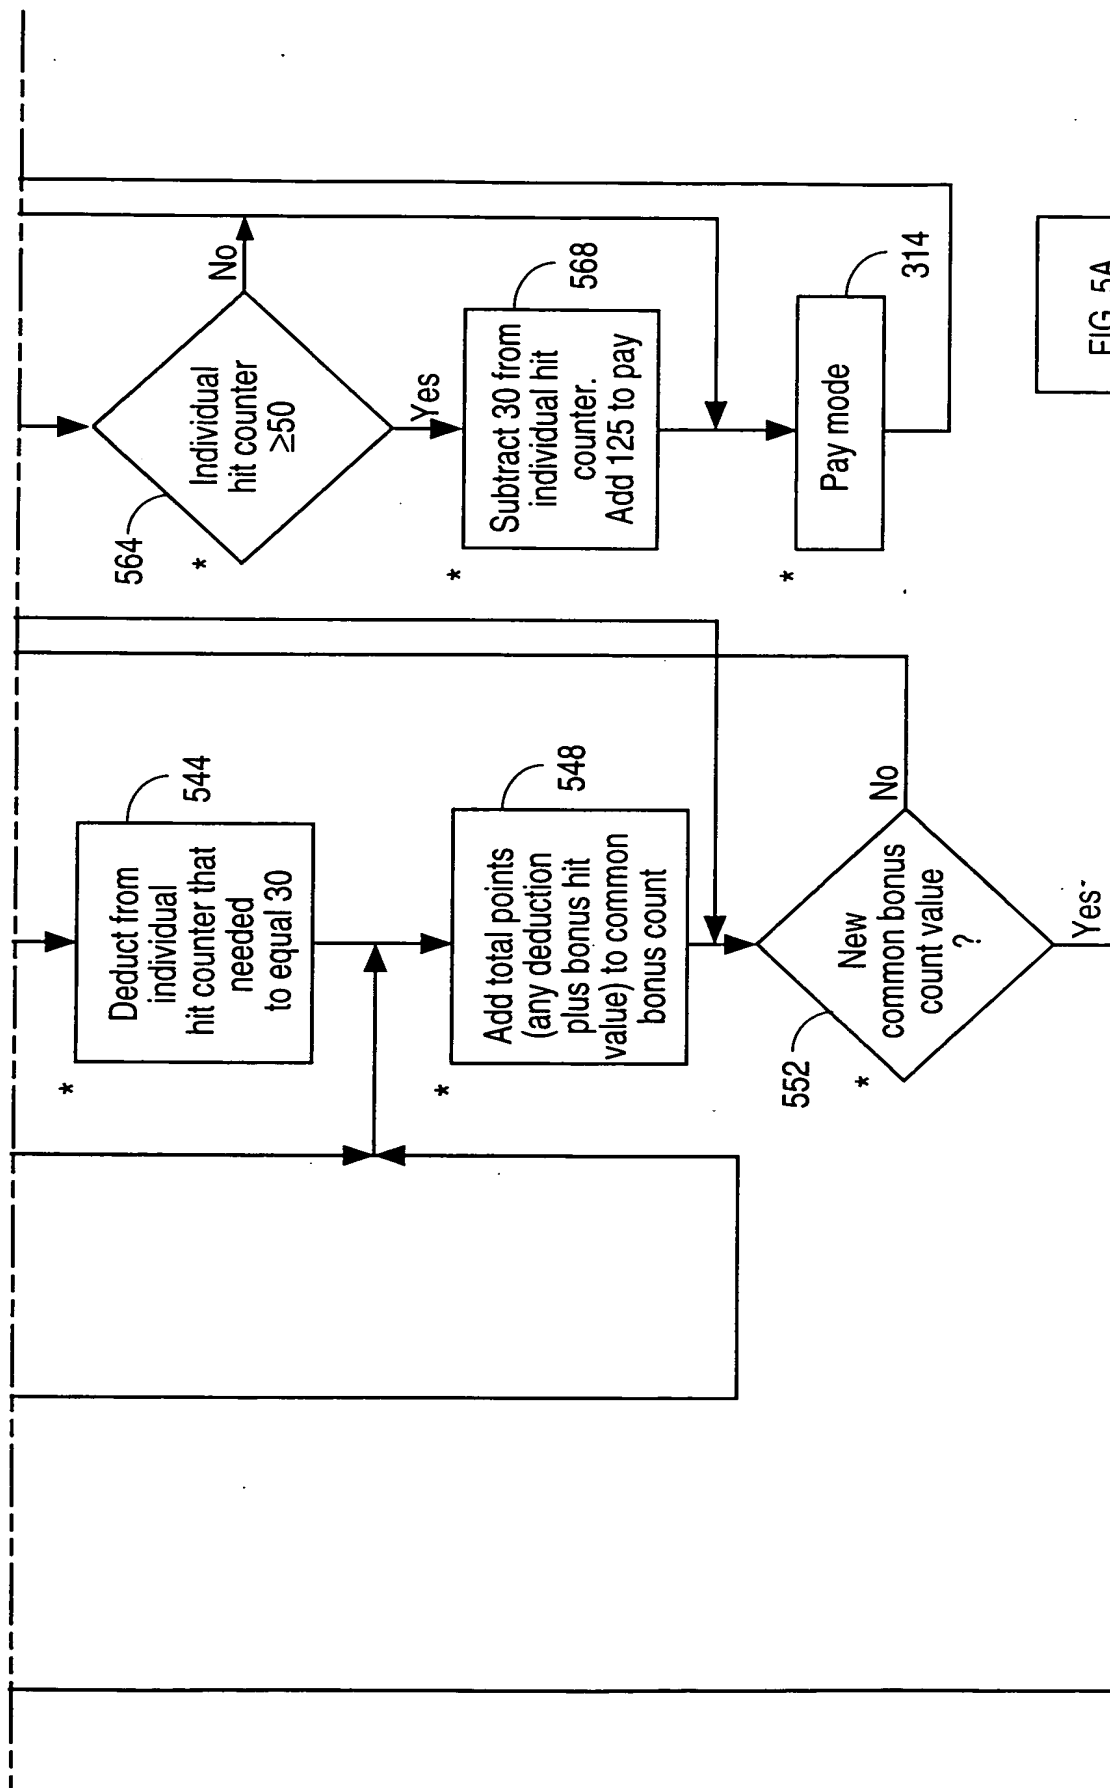 544
*
Deduct from
individual
hit counter that
needed
to equal 30
548
*
Add total points
(any deduction
plus bonus hit
value) to common
bonus count
552
*
New
common bonus
count value
?
No
Yes
564
*
Individual
hit counter
≥50
No
Yes
568
*
Subtract 30 from
individual hit
counter.
Add 125 to pay
314
*
Pay mode
FIG. 5A